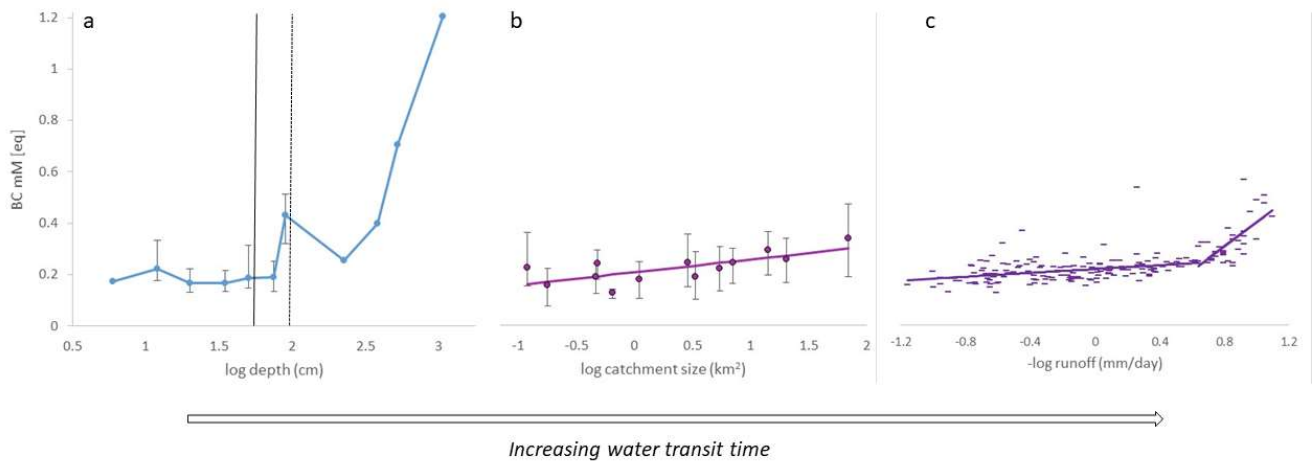 a
b
c
BC mM [eq]
1.2
1
0.8
0.6
0.4
0.2
0
0.5 1 1.5 2 2.5 3
log depth (cm)
-1 -0.5 0 0.5 1 1.5 2
log catchment size (km²)
-1.2 -0.8 -0.4 0 0.4 0.8 1.2
-log runoff (mm/day)
Increasing water transit time